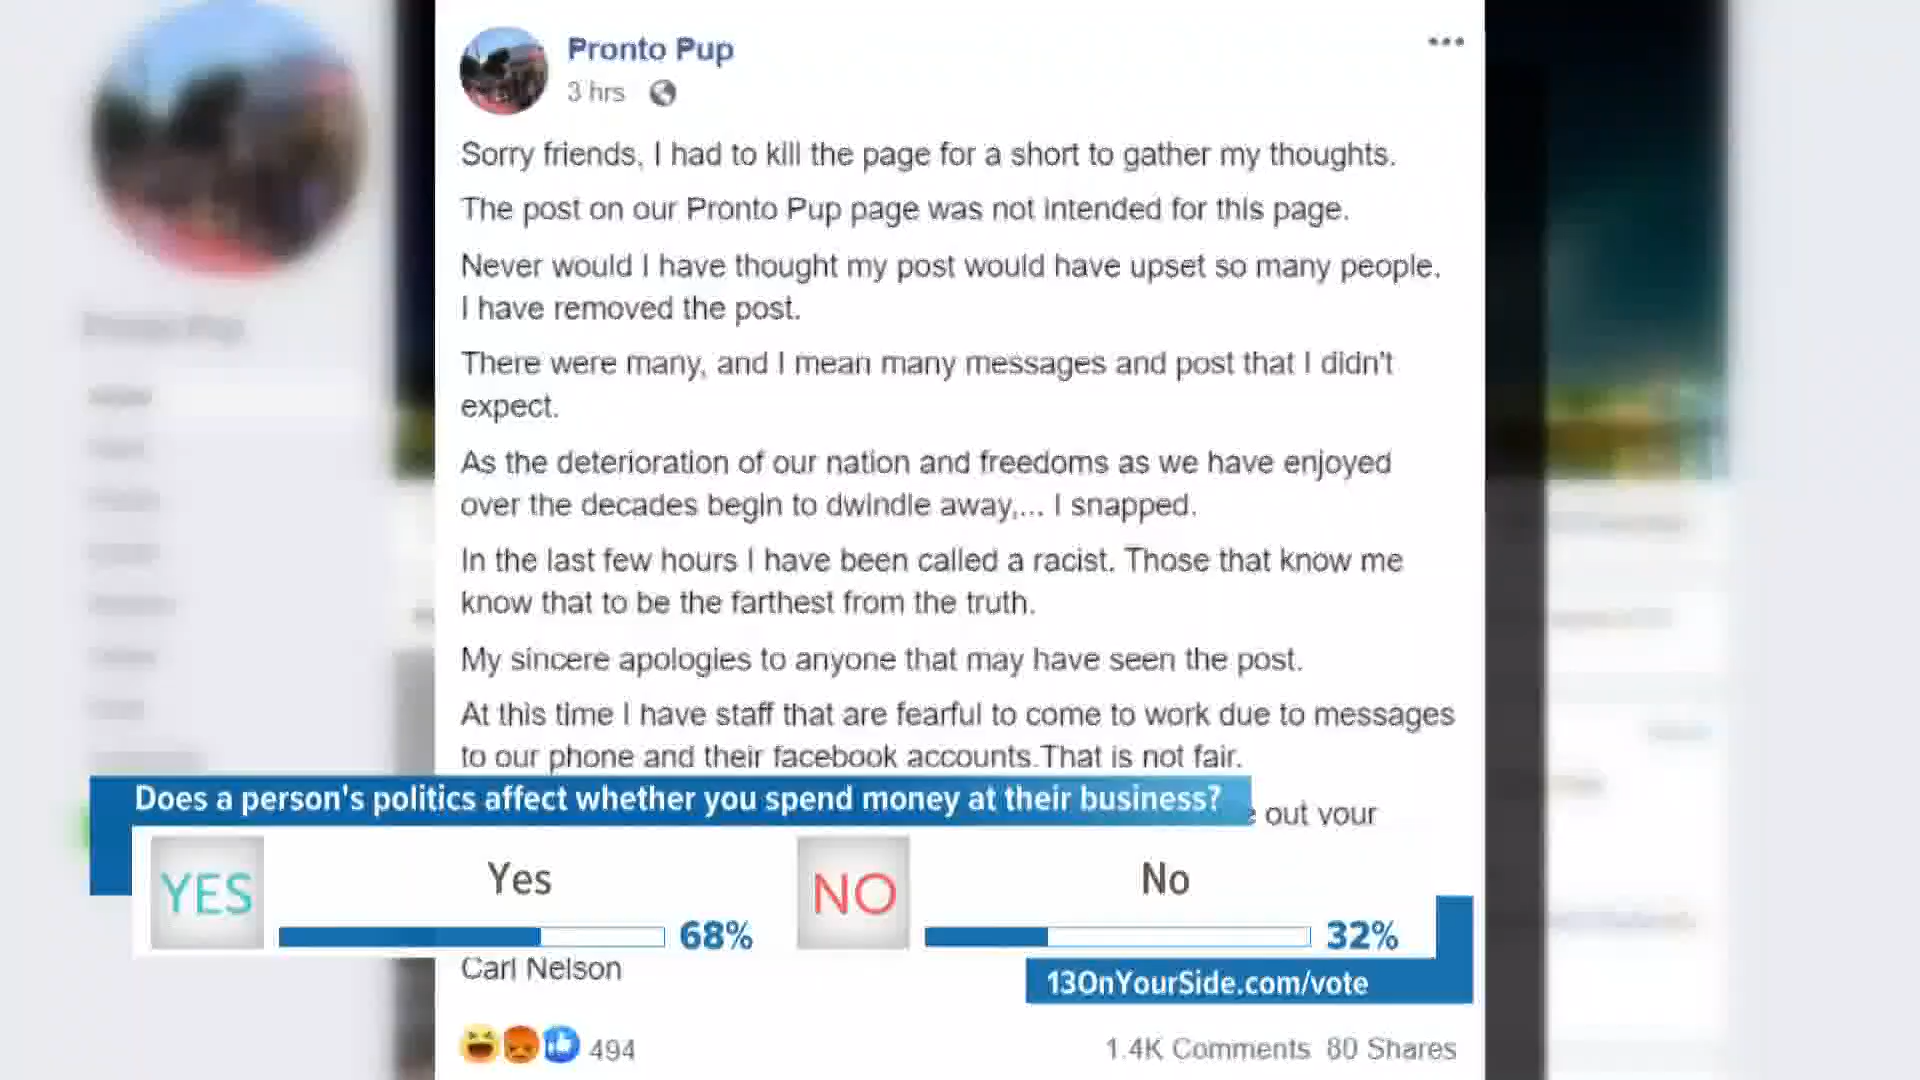 Pronto Pup
3 hrs
Sorry friends, I had to kill the page for a short to gather my thoughts.
The post on our Pronto Pup page was not intended for this page.
Never would I have thought my post would have upset so many people.
I have removed the post.
There were many, and I mean many messages and post that I didn't
expect.
As the deterioration of our nation and freedoms as we have enjoyed
over the decades begin to dwindle away,... I snapped.
In the last few hours I have been called a racist. Those that know me
know that to be the farthest from the truth.
My sincere apologies to anyone that may have seen the post.
At this time I have staff that are fearful to come to work due to messages
to our phone and their facebook accounts.That is not fair.
out your
Does a person's politics affect whether you spend money at their business?
YES Yes 68%
NO No 32%
Carl Nelson
13OnYourSide.com/vote
494
1.4K Comments 80 Shares